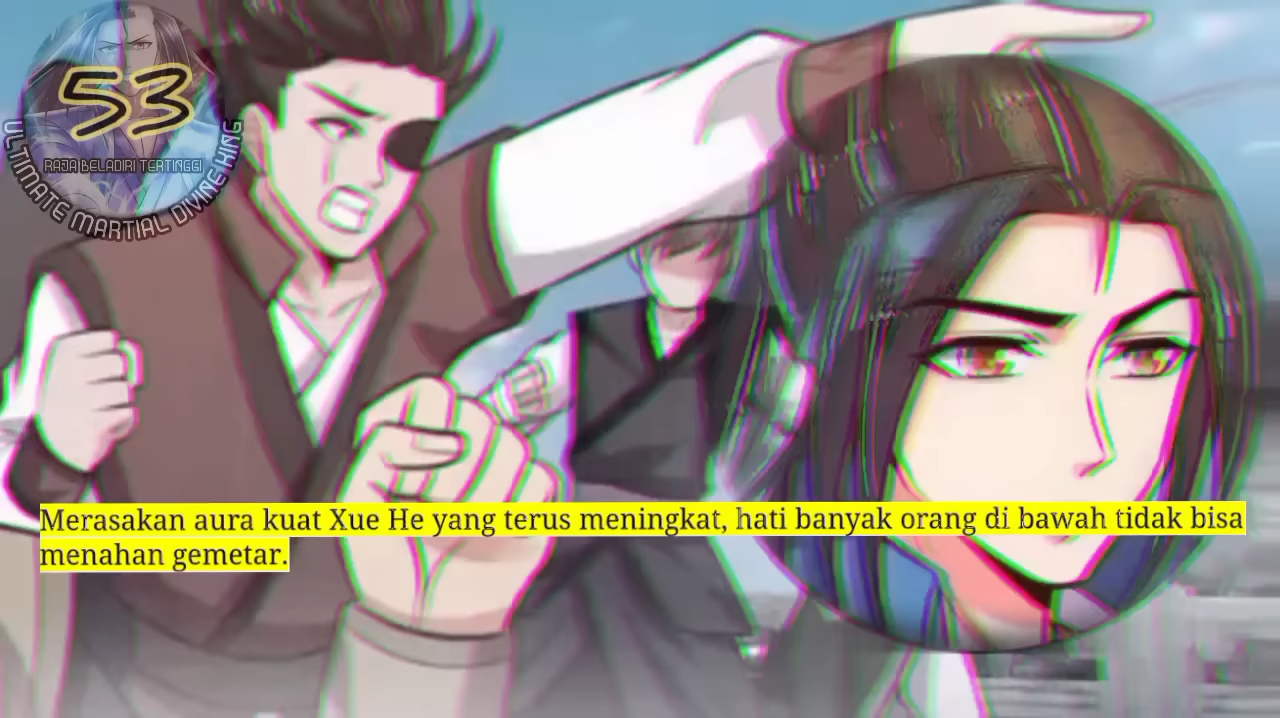 53
RAJA BELADIRI TERTINGGI
ULTIMATE MARTIAL DIVINE KING
Merasakan aura kuat Xue He yang terus meningkat, hati banyak orang di bawah tidak bisa
menahan gemetar.